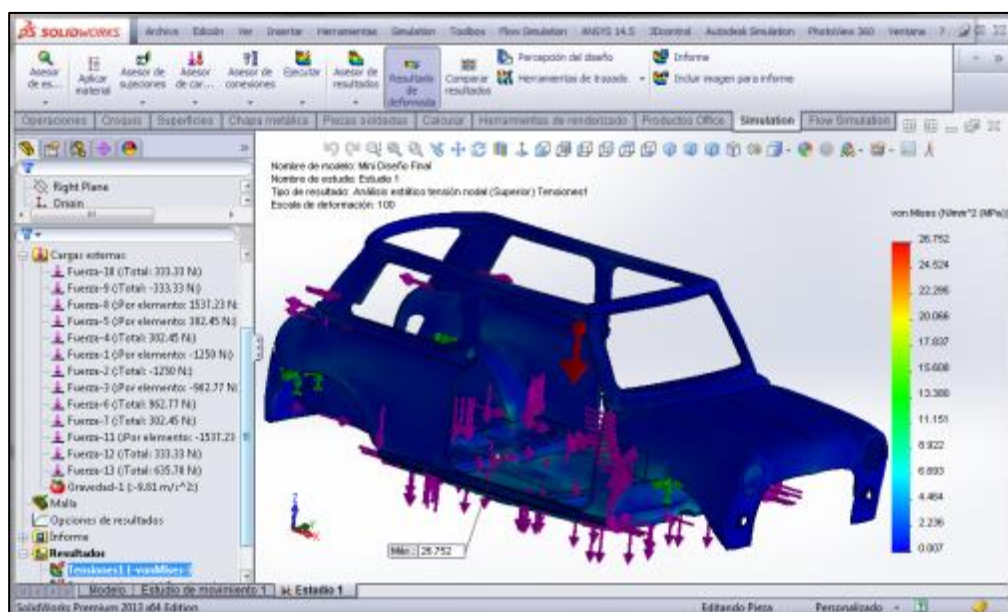 SOLIDWORKS Archivo Edición Ver Insertar Herramientas Simulation Toolbox Flow Simulation ANSYS 14.5 3Dcontrol Autodesk Simulation PhotoView 360 Ventana ?
Asesor de es... Aplicar material Asesor de sujeciones Asesor de car... Asesor de conexiones Ejecutar Asesor de resultados Resultado de deformada Comparar resultados
Percepción del diseño Informe
Herramientas de trazado Incluir imagen para informe
Operaciones Croquis Superficies Chapa metálica Piezas soldadas Calcular Herramientas de renderizado Productos Office Simulation Flow Simulation
Right Plane
Origin
Cargas externas
Fuerza-10 (:Total: 333.33 N:)
Fuerza-9 (:Total: -333.33 N:)
Fuerza-8 (:Por elemento: 1537.23 N:
Fuerza-5 (:Por elemento: 302.45 N:)
Fuerza-4 (:Total: 302.45 N:)
Fuerza-1 (:Por elemento: -1250 N:)
Fuerza-2 (:Total: -1250 N:)
Fuerza-3 (:Por elemento: -962.77 N:)
Fuerza-6 (:Total: 962.77 N:)
Fuerza-7 (:Total: 302.45 N:)
Fuerza-11 (:Por elemento: -1537.23
Fuerza-12 (:Total: 333.33 N:)
Fuerza-13 (:Total: 635.78 N:)
Gravedad-1 (:-9.81 m/s^2:)
Malla
Opciones de resultados
Informe
Resultados
Tensiones1 (-vonMises-)
Nombre de modelo: Mini Diseño Final
Nombre de estudio: Estudio 1
Tipo de resultado: Análisis estático tensión nodal (Superior) Tensiones1
Escala de deformación: 100
von Mises (N/mm^2 (MPa))
26.752
24.524
22.295
20.066
17.837
15.608
13.380
11.151
8.922
6.693
4.464
2.236
0.007
Máx.: 26.752
Modelo Estudio de movimiento 1 Estudio 1
SolidWorks Premium 2013 x64 Edition Editando Pieza Personalizado